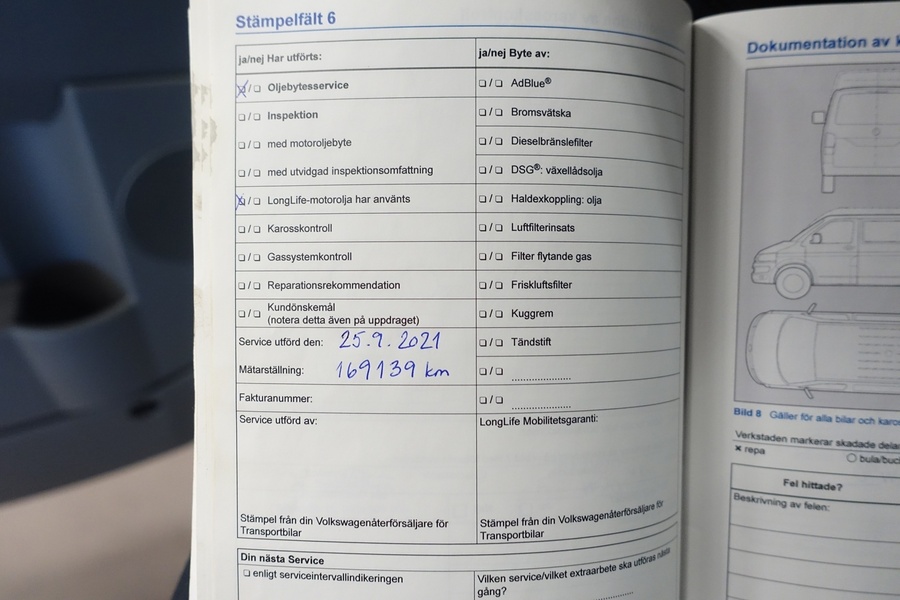 Stämpelfält 6
ja/nej Har utförts:
☒/❏ Oljebytesservice
❏/❏ Inspektion
❏/❏ med motoroljebyte
❏/❏ med utvidgad inspektionsomfattning
☒/❏ LongLife-motorolja har använts
❏/❏ Karosskontroll
❏/❏ Gassystemkontroll
❏/❏ Reparationsrekommendation
❏/❏ Kundönskemål
(notera detta även på uppdraget)
Service utförd den: 25.9.2021
Mätarställning: 169139 km
Fakturanummer:
Service utförd av:
Stämpel från din Volkswagenåterförsäljare för
Transportbilar
ja/nej Byte av:
❏/❏ AdBlue®
❏/❏ Bromsvätska
❏/❏ Dieselbränslefilter
❏/❏ DSG®: växellådsolja
❏/❏ Haldexkoppling: olja
❏/❏ Luftfilterinsats
❏/❏ Filter flytande gas
❏/❏ Friskluftsfilter
❏/❏ Kuggrem
❏/❏ Tändstift
❏/❏ ....................
❏/❏ ....................
LongLife Mobilitetsgaranti:
Stämpel från din Volkswagenåterförsäljare för
Transportbilar
Din nästa Service
❏ enligt serviceintervallindikeringen
Vilken service/vilket extraarbete ska utföras nästa
gång?
Dokumentation av
Bild 8 Gäller för alla bilar och
Verkstaden markerar skadade
× repa
○
Fel hittade?
Beskrivning av felen: